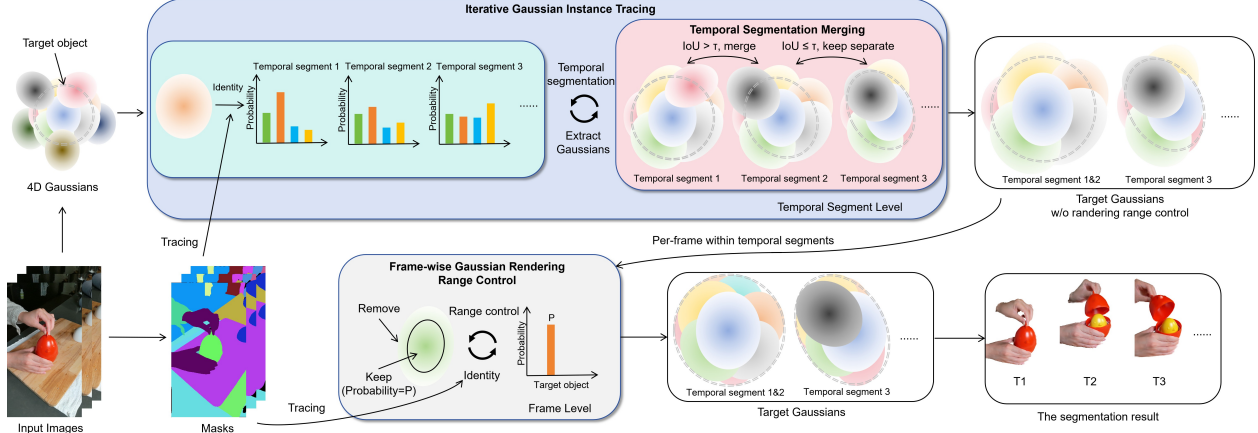 Iterative Gaussian Instance Tracing
Target object
4D Gaussians
Identity
Temporal segment 1
Probability
Temporal segment 2
Probability
Temporal segment 3
Probability
......
Temporal
segmentation
Extract
Gaussians
Temporal Segmentation Merging
IoU > τ, merge
IoU ≤ τ, keep separate
......
Temporal segment 1
Temporal segment 2
Temporal segment 3
Temporal Segment Level
......
Temporal segment 1&2
Temporal segment 3
Target Gaussians
w/o rendering range control
Tracing
Per-frame within temporal segments
Input Images
Masks
Tracing
Frame-wise Gaussian Rendering
Range Control
Remove
Keep
(Probability=P)
Range control
Identity
Probability
P
Target object
Frame Level
......
Temporal segment 1&2
Temporal segment 3
Target Gaussians
......
T1
T2
T3
The segmentation result